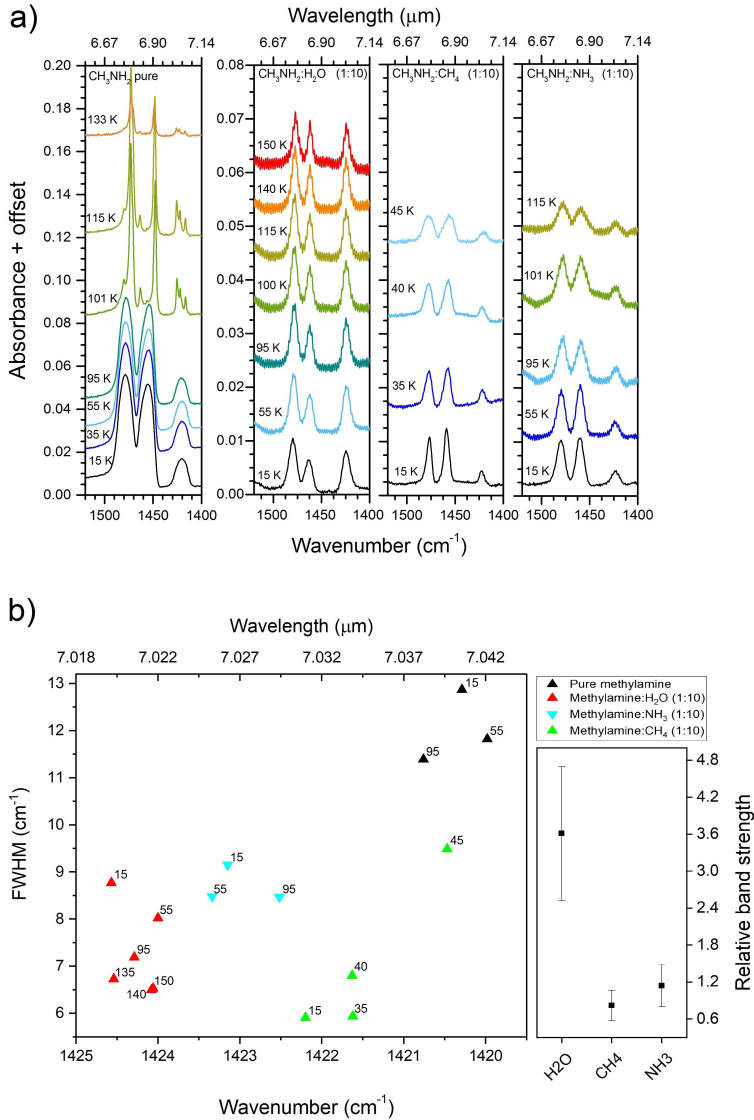 a)
Wavelength (µm)
6.67 6.90 7.14 6.67 6.90 7.14 6.67 6.90 7.14 6.67 6.90 7.14
Absorbance + offset
0.20
0.18
0.16
0.14
0.12
0.10
0.08
0.06
0.04
0.02
0.00
CH₃NH₂ pure
133 K
115 K
101 K
95 K
55 K
35 K
15 K
0.08
0.07
0.06
0.05
0.04
0.03
0.02
0.01
0.00
CH₃NH₂:H₂O (1:10)
150 K
140 K
115 K
100 K
95 K
55 K
15 K
CH₃NH₂:CH₄ (1:10)
45 K
40 K
35 K
15 K
CH₃NH₂:NH₃ (1:10)
115 K
101 K
95 K
55 K
15 K
1500 1450 1400 1500 1450 1400 1500 1450 1400 1500 1450 1400
Wavenumber (cm⁻¹)
b)
Wavelength (µm)
7.018 7.022 7.027 7.032 7.038 7.042
FWHM (cm⁻¹)
13
12
11
10
9
8
7
6
15
55
95
45
15
55
95
15
55
95
135
150
140
40
15
35
1425 1424 1423 1422 1421 1420
Wavenumber (cm⁻¹)
Pure methylamine
Methylamine:H₂O (1:10)
Methylamine:NH₃ (1:10)
Methylamine:CH₄ (1:10)
4.8
4.2
3.6
3.0
2.4
1.8
1.2
0.6
Relative band strength
H2O
CH4
NH3